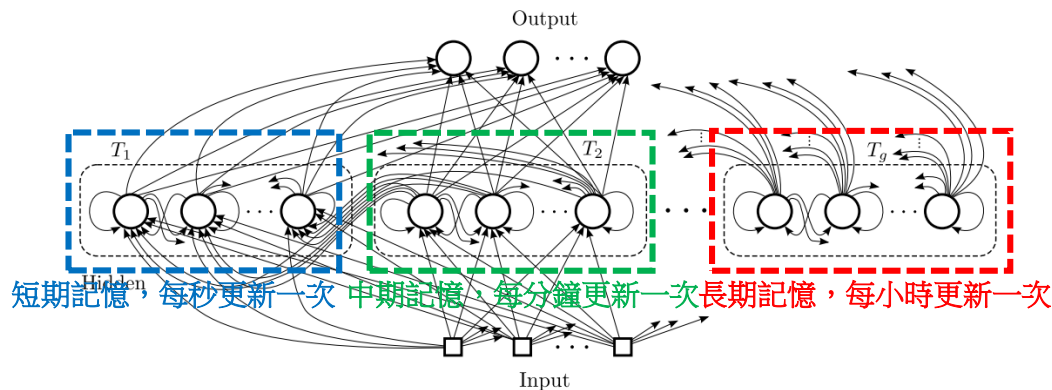 Output
T₁
T₂
T_g
Hidden
短期記憶，每秒更新一次
中期記憶，每分鐘更新一次
長期記憶，每小時更新一次
Input